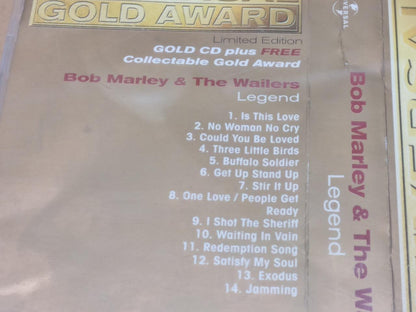 GOLD AWARD
Limited Edition
GOLD CD plus FREE
Collectable Gold Award
Bob Marley & The Wailers
Legend
1. Is This Love
2. No Woman No Cry
3. Could You Be Loved
4. Three Little Birds
5. Buffalo Soldier
6. Get Up Stand Up
7. Stir It Up
8. One Love / People Get
Ready
9. I Shot The Sheriff
10. Waiting In Vain
11. Redemption Song
12. Satisfy My Soul
13. Exodus
14. Jamming
UNIVERSAL
Bob Marley & The
Legend